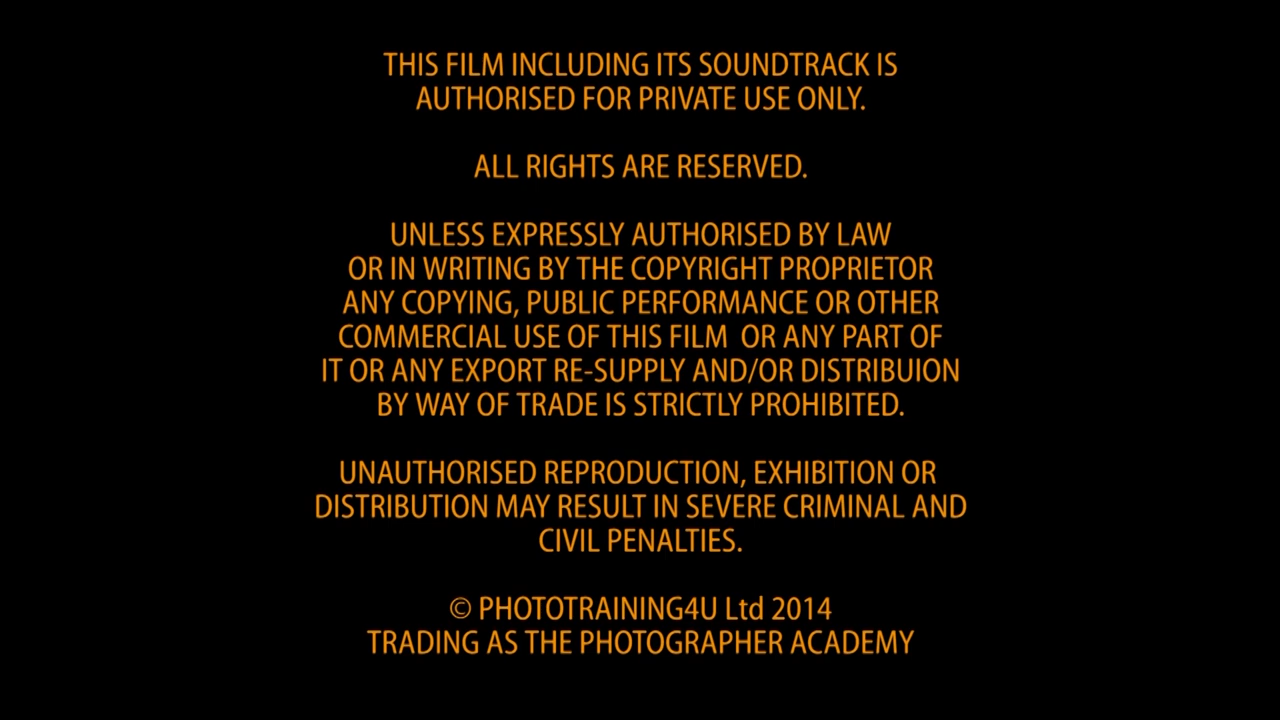 THIS FILM INCLUDING ITS SOUNDTRACK IS
AUTHORISED FOR PRIVATE USE ONLY.
ALL RIGHTS ARE RESERVED.
UNLESS EXPRESSLY AUTHORISED BY LAW
OR IN WRITING BY THE COPYRIGHT PROPRIETOR
ANY COPYING, PUBLIC PERFORMANCE OR OTHER
COMMERCIAL USE OF THIS FILM  OR ANY PART OF
IT OR ANY EXPORT RE-SUPPLY AND/OR DISTRIBUION
BY WAY OF TRADE IS STRICTLY PROHIBITED.
UNAUTHORISED REPRODUCTION, EXHIBITION OR
DISTRIBUTION MAY RESULT IN SEVERE CRIMINAL AND
CIVIL PENALTIES.
© PHOTOTRAINING4U Ltd 2014
TRADING AS THE PHOTOGRAPHER ACADEMY